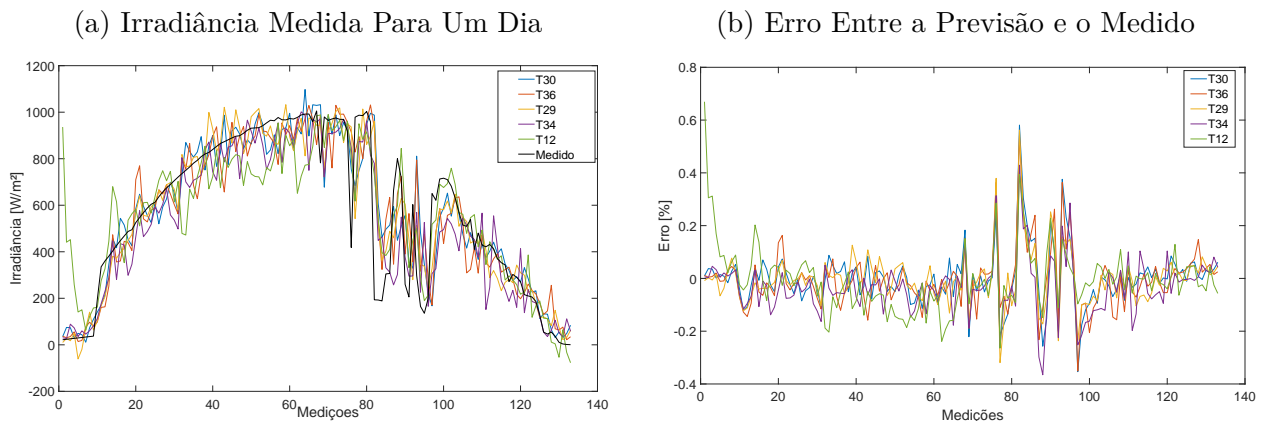 (a) Irradiância Medida Para Um Dia
1200
1000
800
600
400
200
0
-200
0
20
40
60
80
100
120
140
Irradiância [W/m²]
Mediçoes
T30
T36
T29
T34
T12
Medido
(b) Erro Entre a Previsão e o Medido
0.8
0.6
0.4
0.2
0
-0.2
-0.4
0
20
40
60
80
100
120
140
Erro [%]
Medições
T30
T36
T29
T34
T12